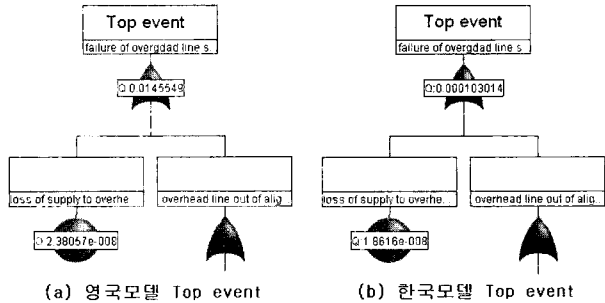 Top event
failure of overgdad line s..
Q:0.0145549
loss of supply to overhe...
overhead line out of alig...
Q:2.38057e-008
(a) 영국모델 Top event
Top event
failure of overgdad line s..
Q:0.000103014
loss of supply to overhe...
overhead line out of alig...
Q:1.8616e-008
(b) 한국모델 Top event